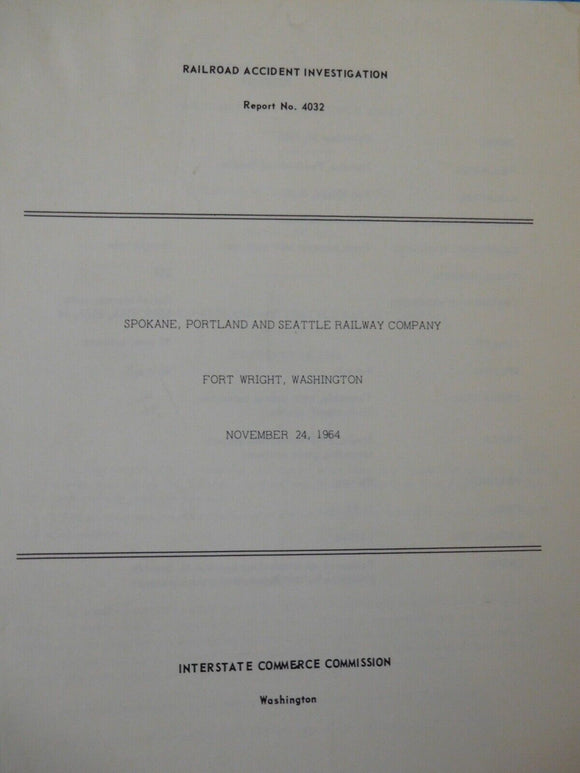 RAILROAD ACCIDENT INVESTIGATION
Report No. 4032
SPOKANE, PORTLAND AND SEATTLE RAILWAY COMPANY
FORT WRIGHT, WASHINGTON
NOVEMBER 24, 1964
INTERSTATE COMMERCE COMMISSION
Washington